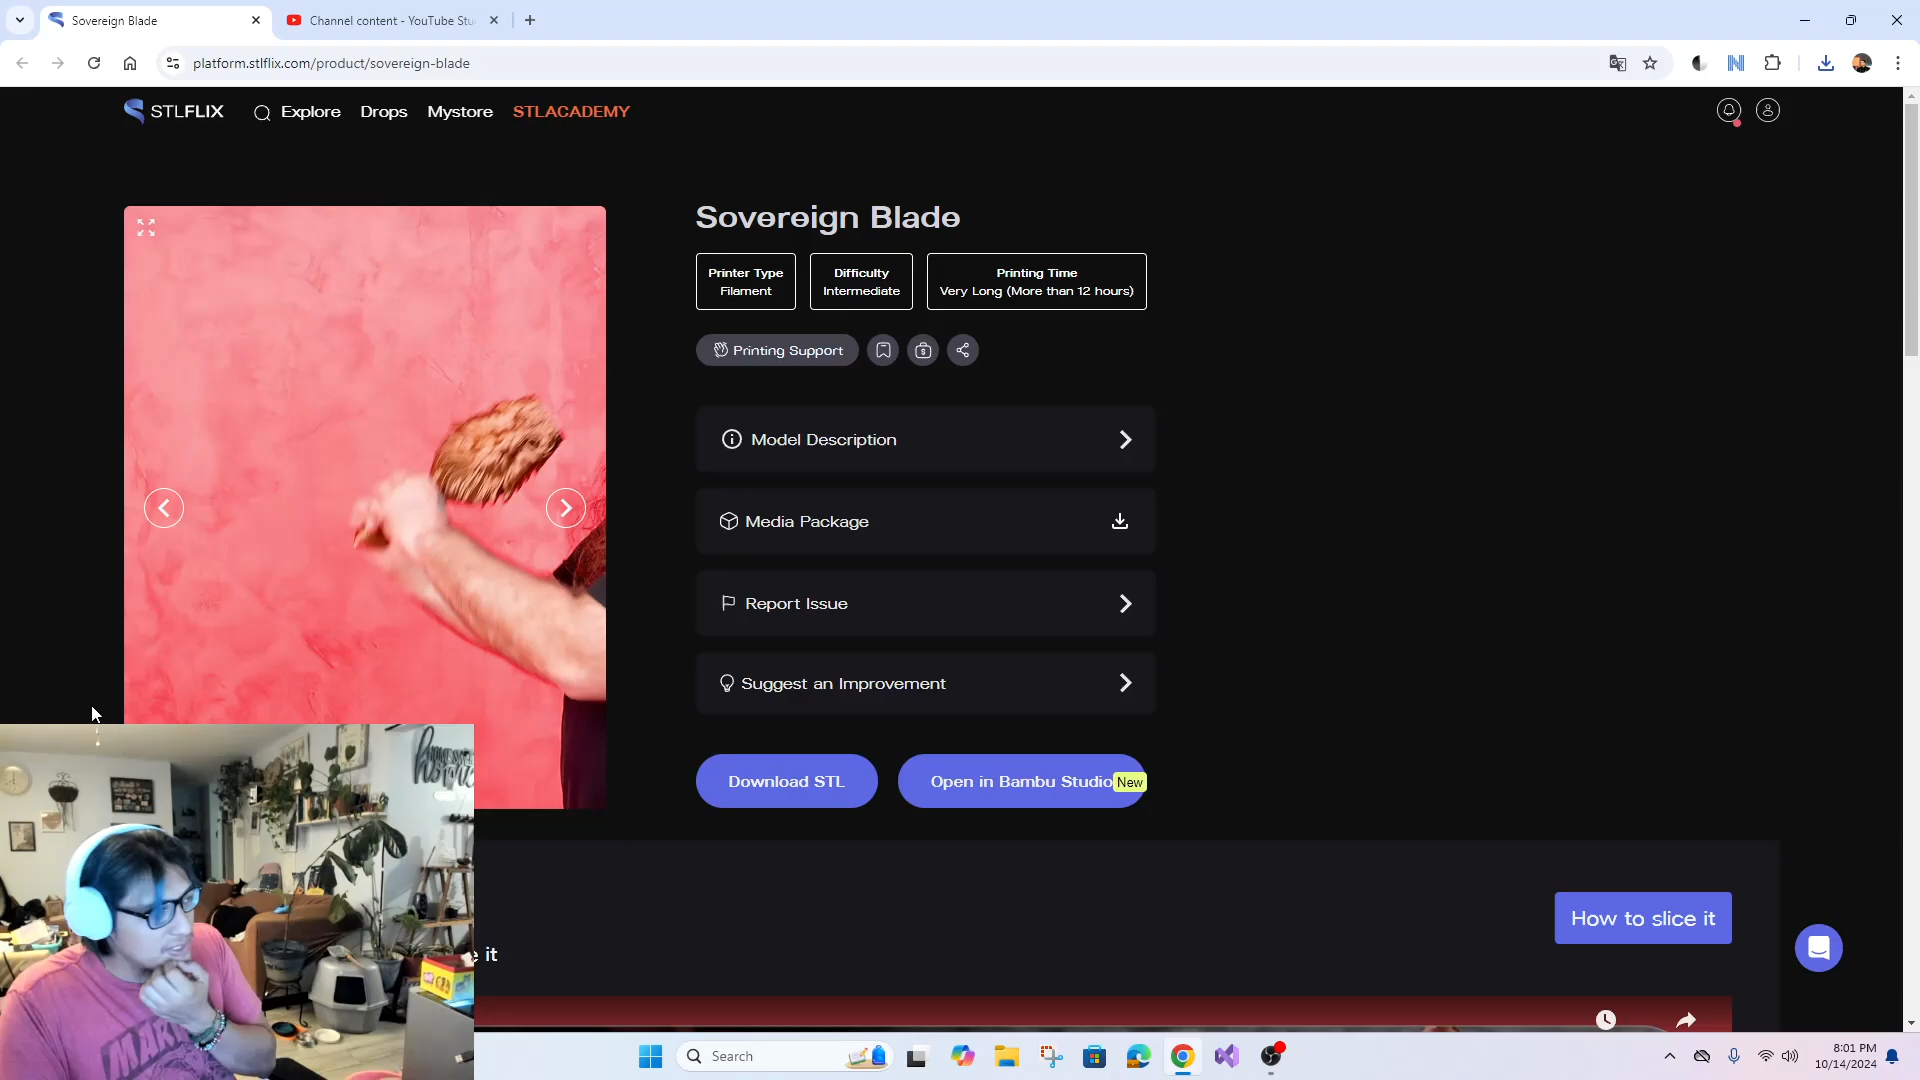 Sovereign Blade
Channel content - YouTube Stu
platform.stlflix.com/product/sovereign-blade
STLFLIX
Explore
Drops
Mystore
STLACADEMY
Sovereign Blade
Printer Type
Filament
Difficulty
Intermediate
Printing Time
Very Long (More than 12 hours)
Printing Support
Model Description
Media Package
Report Issue
Suggest an Improvement
Download STL
Open in Bambu Studio
New
How to slice it
it
home
Search
8:01 PM
10/14/2024